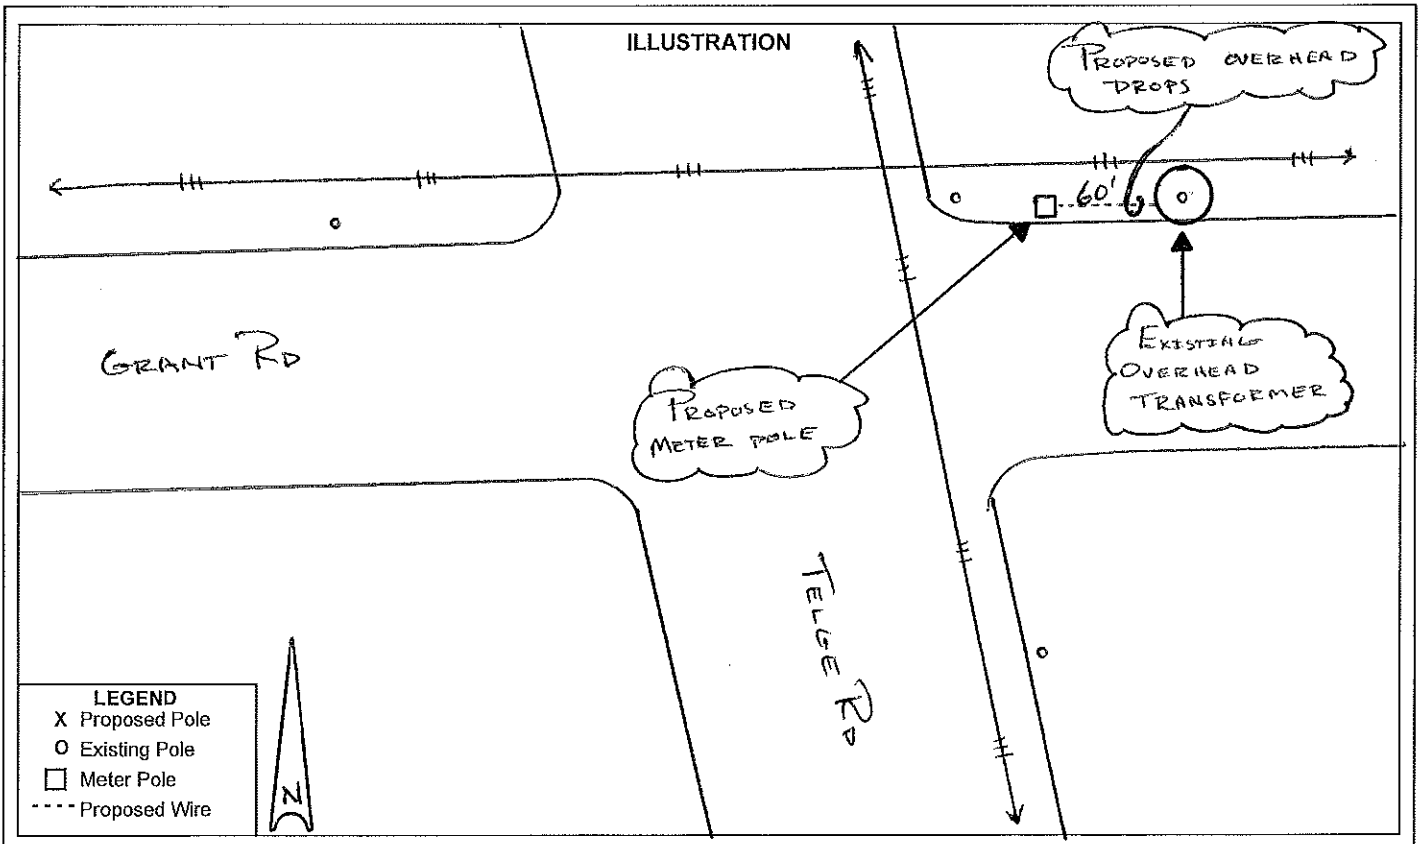 ILLUSTRATION
PROPOSED OVERHEAD
DROPS
60'
GRANT RD
PROPOSED
METER POLE
EXISTING
OVERHEAD
TRANSFORMER
TELGE RD
LEGEND
X Proposed Pole
O Existing Pole
Meter Pole
---- Proposed Wire
N